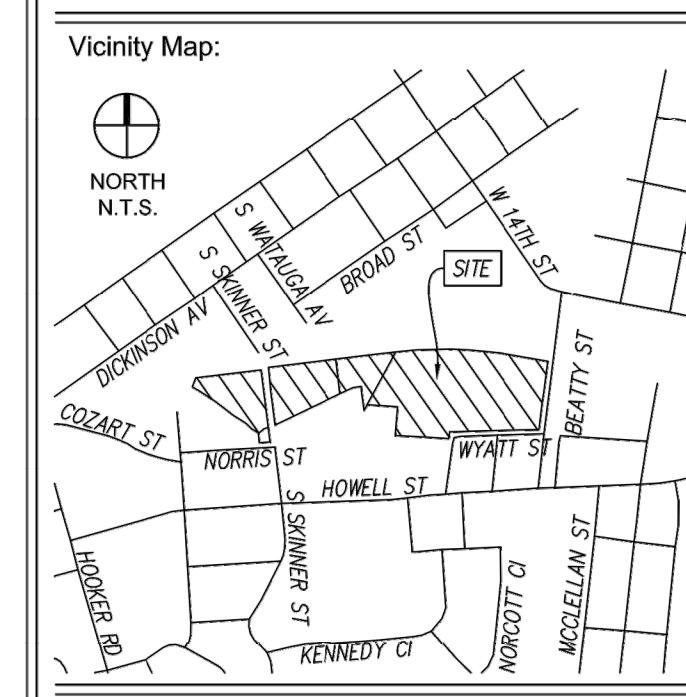 Vicinity Map:
NORTH
N.T.S.
S WATAUGA AV
S SKINNER ST
BROAD ST
W 14TH ST
SITE
DICKINSON AV
BEATTY ST
COZART ST
NORRIS ST
WYATT ST
HOWELL ST
S SKINNER ST
HOOKER RD
KENNEDY CI
NORCOTT CI
MCCLELLAN ST